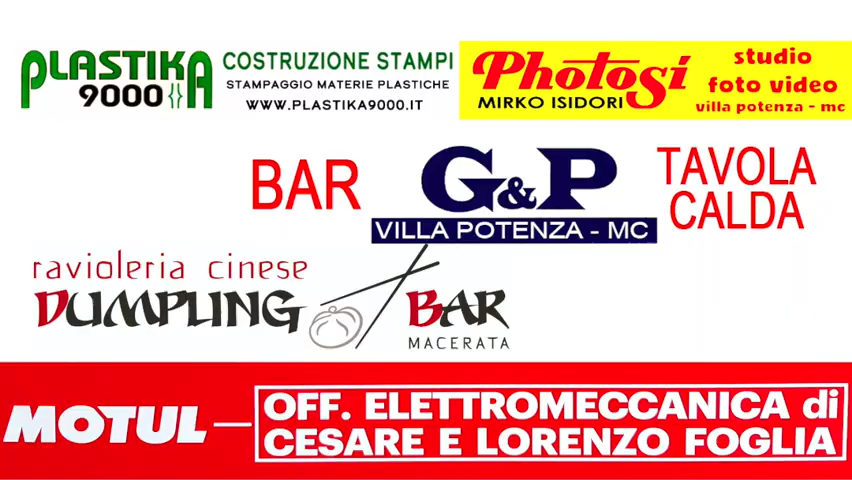 PLASTIKA
9000
COSTRUZIONE STAMPI
STAMPAGGIO MATERIE PLASTICHE
WWW.PLASTIKA9000.IT
PhotoSi
MIRKO ISIDORI
studio
foto video
villa potenza - mc
BAR
G&P
VILLA POTENZA - MC
TAVOLA
CALDA
ravioleria cinese
DUMPLING BAR
MACERATA
MOTUL — OFF. ELETTROMECCANICA di
CESARE E LORENZO FOGLIA